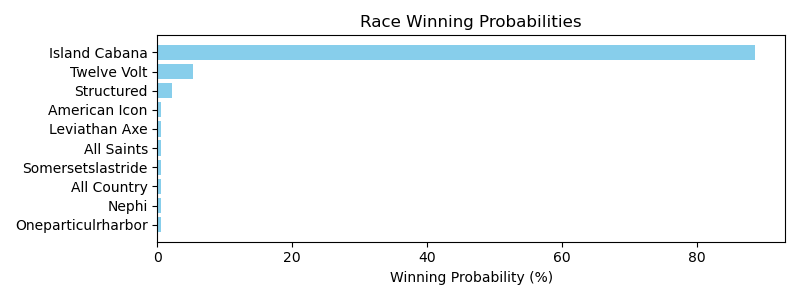 Race Winning Probabilities
Island Cabana
Twelve Volt
Structured
American Icon
Leviathan Axe
All Saints
Somersetslastride
All Country
Nephi
Oneparticulrharbor
0 20 40 60 80
Winning Probability (%)